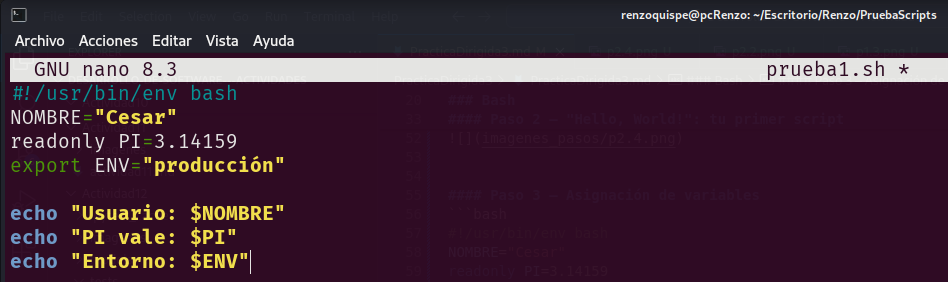 renzoquispe@pcRenzo: ~/Escritorio/Renzo/PruebaScripts
Archivo Acciones Editar Vista Ayuda
GNU nano 8.3 prueba1.sh *
#!/usr/bin/env bash
NOMBRE="Cesar"
readonly PI=3.14159
export ENV="producción"
echo "Usuario: $NOMBRE"
echo "PI vale: $PI"
echo "Entorno: $ENV"